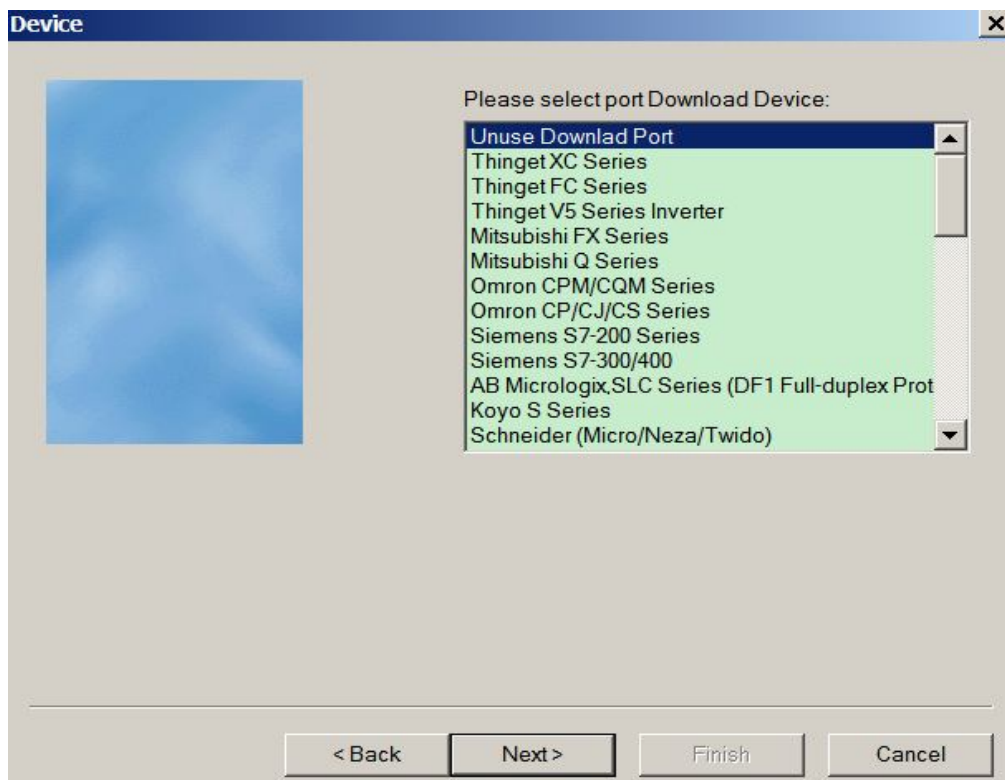 Device
Please select port Download Device:
Unuse Downlad Port
Thinget XC Series
Thinget FC Series
Thinget V5 Series Inverter
Mitsubishi FX Series
Mitsubishi Q Series
Omron CPM/CQM Series
Omron CP/CJ/CS Series
Siemens S7-200 Series
Siemens S7-300/400
AB Micrologix,SLC Series (DF1 Full-duplex Prot
Koyo S Series
Schneider (Micro/Neza/Twido)
< Back
Next >
Finish
Cancel